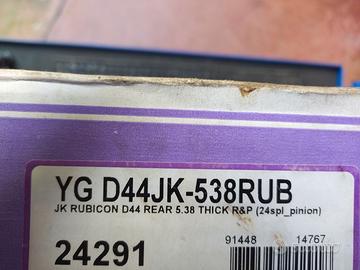 YG D44JK-538RUB
JK RUBICON D44 REAR 5.38 THICK R&P (24spl_pinion)
24291
91448
14767